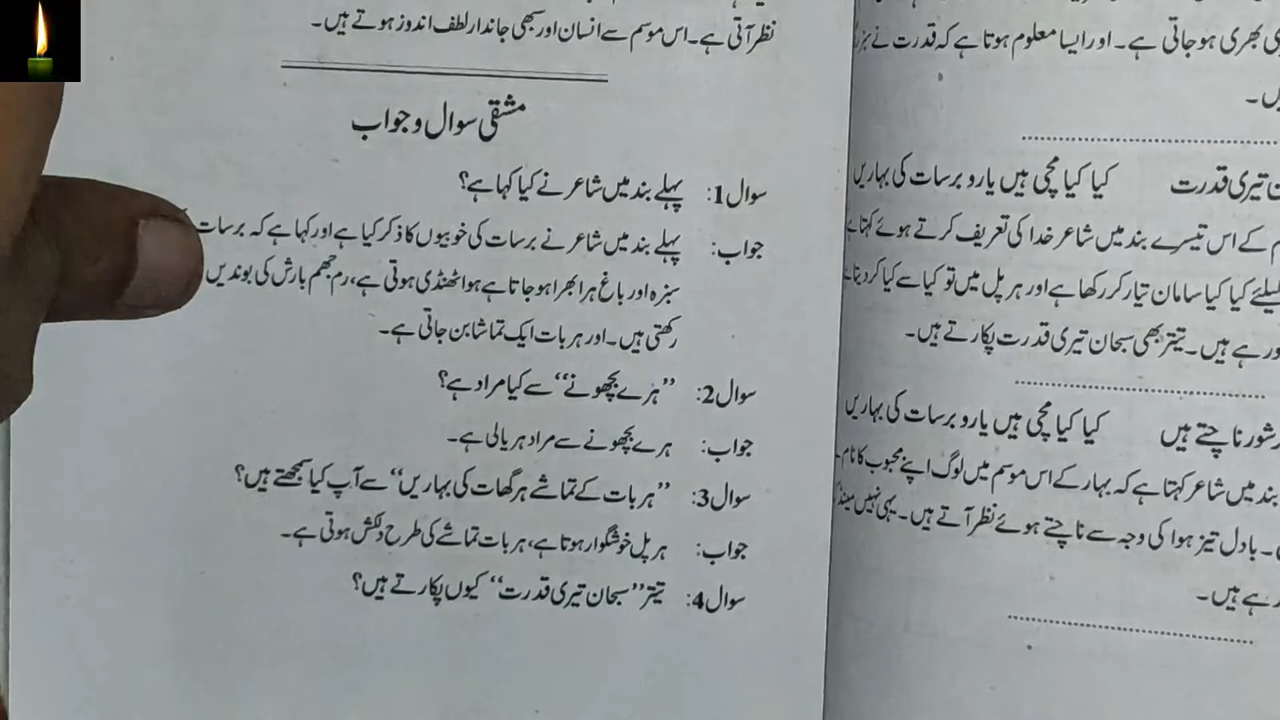 نظر آتی ہے۔ اس موسم سے انسان اور سبھی جاندار لطف اندوز ہوتے ہیں۔
مشقی سوال و جواب
سوال1: پہلے بند میں شاعر نے کیا کہا ہے؟
جواب: پہلے بند میں شاعر نے برسات کی خوبیوں کا ذکر کیا ہے اور کہا ہے کہ برسات
سبزہ اور باغ ہرا بھرا ہو جاتا ہے ہوا ٹھنڈی ہوتی ہے، رم جھم بارش کی بوندیں
رکھتی ہیں۔ اور ہر بات ایک تماشا بن جاتی ہے۔
سوال2: ”ہرے بچھونے“ سے کیا مراد ہے؟
جواب: ہرے بچھونے سے مراد ہریالی ہے۔
سوال3: ”ہر بات کے تماشے ہر گھات کی بہاریں“ سے آپ کیا سمجھتے ہیں؟
جواب: ہر پل خوشگوار ہوتا ہے، ہر بات تماشے کی طرح دلکش ہوتی ہے۔
سوال4: تیتر ”سبحان تیری قدرت“ کیوں پکارتے ہیں؟
بھری ہو جاتی ہے۔ اور ایسا معلوم ہوتا ہے کہ قدرت نے
تیری قدرت کیا کیا مچی ہیں یارو برسات کی بہاریں
کے اس تیسرے بند میں شاعر خدا کی تعریف کرتے ہوئے کہتا ہے
کیا کیا سامان تیار کر رکھا ہے اور ہر پل میں تو کیا سے کیا کر دیتا ہے
رہے ہیں۔ تیتر بھی سبحان تیری قدرت پکارتے ہیں۔
شور ناچتے ہیں کیا کیا مچی ہیں یارو برسات کی بہاریں
بند میں شاعر کہتا ہے کہ بہار کے اس موسم میں لوگ اپنے محبوب کا نام
بادل تیز ہوا کی وجہ سے ناچتے ہوئے نظر آتے ہیں۔ یہی نہیں
رہے ہیں۔